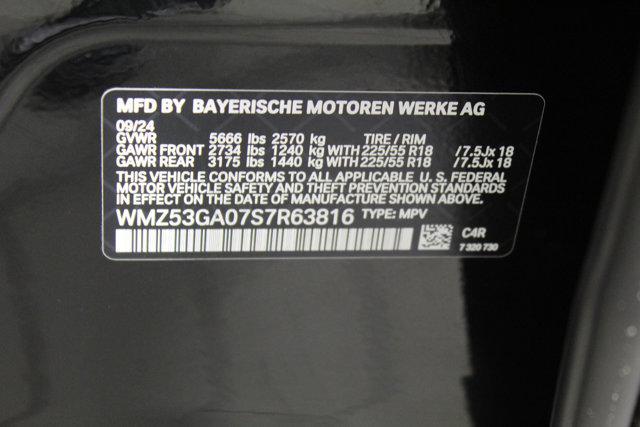 MFD BY BAYERISCHE MOTOREN WERKE AG
09/24
GVWR 5666 lbs 2570 kg TIRE / RIM
GAWR FRONT 2734 lbs 1240 kg WITH 225/55 R18 /7.5Jx 18
GAWR REAR 3175 lbs 1440 kg WITH 225/55 R18 /7.5Jx 18
THIS VEHICLE CONFORMS TO ALL APPLICABLE U. S. FEDERAL
MOTOR VEHICLE SAFETY AND THEFT PREVENTION STANDARDS
IN EFFECT ON THE DATE OF MANUFACTURE SHOWN ABOVE.
WMZ53GA07S7R63816 TYPE: MPV
C4R
7 320 730